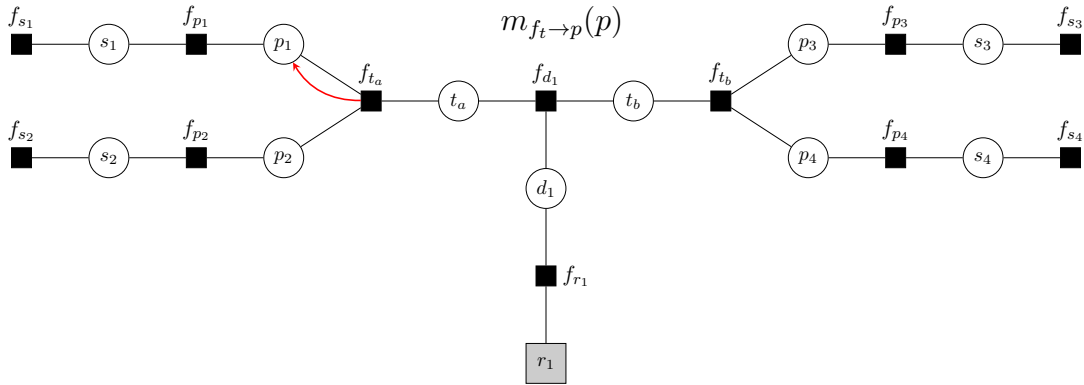 f_{s_1} f_{p_1} m_{f_t→p}(p) f_{p_3} f_{s_3}
s_1 p_1 p_3 s_3
f_{t_a} f_{d_1} f_{t_b}
t_a t_b
f_{s_2} f_{p_2} f_{p_4} f_{s_4}
s_2 p_2 p_4 s_4
d_1
f_{r_1}
r_1